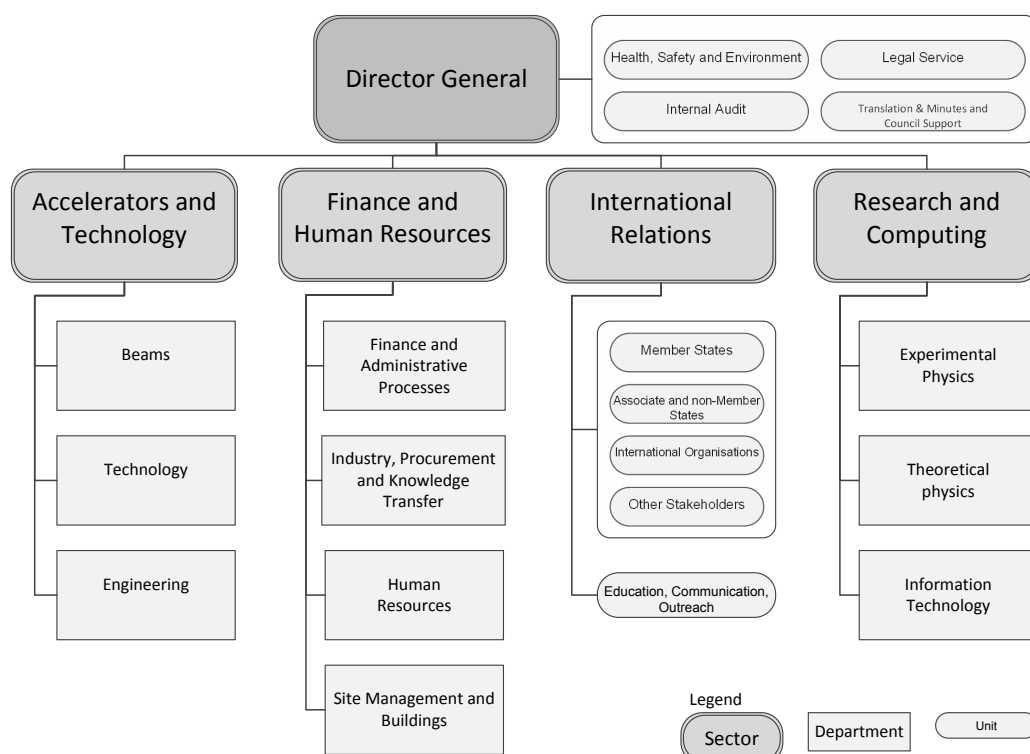 Director General
Health, Safety and Environment
Legal Service
Internal Audit
Translation & Minutes and
Council Support
Accelerators and
Technology
Finance and
Human Resources
International
Relations
Research and
Computing
Beams
Technology
Engineering
Finance and
Administrative
Processes
Industry, Procurement
and Knowledge
Transfer
Human
Resources
Site Management and
Buildings
Member States
Associate and non-Member
States
International Organisations
Other Stakeholders
Education, Communication,
Outreach
Experimental
Physics
Theoretical
physics
Information
Technology
Legend
Sector
Department
Unit